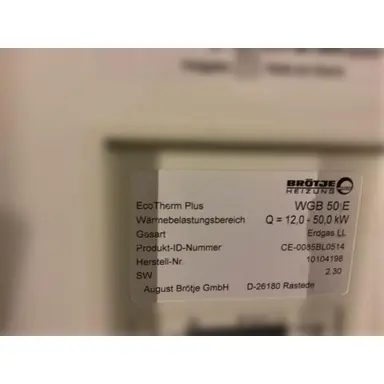 BRÖTJE
HEIZUNG
EcoTherm Plus WGB 50 E
Wärmebelastungsbereich Q = 12,0 - 50,0 kW
Gasart Erdgas LL
Produkt-ID-Nummer CE-0085BL0514
Herstell-Nr. 10104198
SW 2.30
August Brötje GmbH D-26180 Rastede